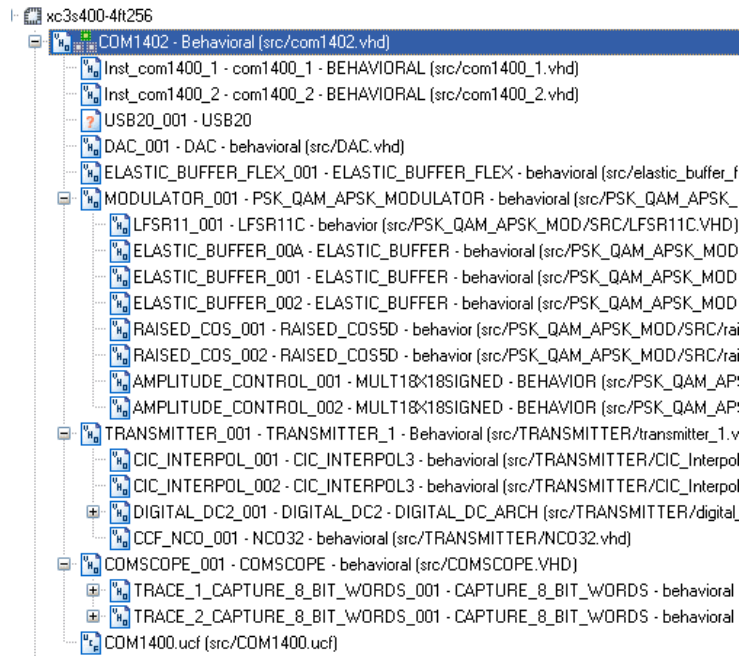 xc3s400-4ft256
COM1402 - Behavioral (src/com1402.vhd)
Inst_com1400_1 - com1400_1 - BEHAVIORAL (src/com1400_1.vhd)
Inst_com1400_2 - com1400_2 - BEHAVIORAL (src/com1400_2.vhd)
USB20_001 - USB20
DAC_001 - DAC - behavioral (src/DAC.vhd)
ELASTIC_BUFFER_FLEX_001 - ELASTIC_BUFFER_FLEX - behavioral (src/elastic_buffer_f
MODULATOR_001 - PSK_QAM_APSK_MODULATOR - behavioral (src/PSK_QAM_APSK_
LFSR11_001 - LFSR11C - behavior (src/PSK_QAM_APSK_MOD/SRC/LFSR11C.VHD)
ELASTIC_BUFFER_00A - ELASTIC_BUFFER - behavioral (src/PSK_QAM_APSK_MOD
ELASTIC_BUFFER_001 - ELASTIC_BUFFER - behavioral (src/PSK_QAM_APSK_MOD
ELASTIC_BUFFER_002 - ELASTIC_BUFFER - behavioral (src/PSK_QAM_APSK_MOD
RAISED_COS_001 - RAISED_COS5D - behavior (src/PSK_QAM_APSK_MOD/SRC/rai
RAISED_COS_002 - RAISED_COS5D - behavior (src/PSK_QAM_APSK_MOD/SRC/rai
AMPLITUDE_CONTROL_001 - MULT18X18SIGNED - BEHAVIOR (src/PSK_QAM_AP
AMPLITUDE_CONTROL_002 - MULT18X18SIGNED - BEHAVIOR (src/PSK_QAM_AP
TRANSMITTER_001 - TRANSMITTER_1 - Behavioral (src/TRANSMITTER/transmitter_1.v
CIC_INTERPOL_001 - CIC_INTERPOL3 - behavioral (src/TRANSMITTER/CIC_Interpol
CIC_INTERPOL_002 - CIC_INTERPOL3 - behavioral (src/TRANSMITTER/CIC_Interpol
DIGITAL_DC2_001 - DIGITAL_DC2 - DIGITAL_DC_ARCH (src/TRANSMITTER/digital_
CCF_NCO_001 - NCO32 - behavioral (src/TRANSMITTER/NCO32.vhd)
COMSCOPE_001 - COMSCOPE - behavioral (src/COMSCOPE.VHD)
TRACE_1_CAPTURE_8_BIT_WORDS_001 - CAPTURE_8_BIT_WORDS - behavioral
TRACE_2_CAPTURE_8_BIT_WORDS_001 - CAPTURE_8_BIT_WORDS - behavioral
COM1400.ucf (src/COM1400.ucf)